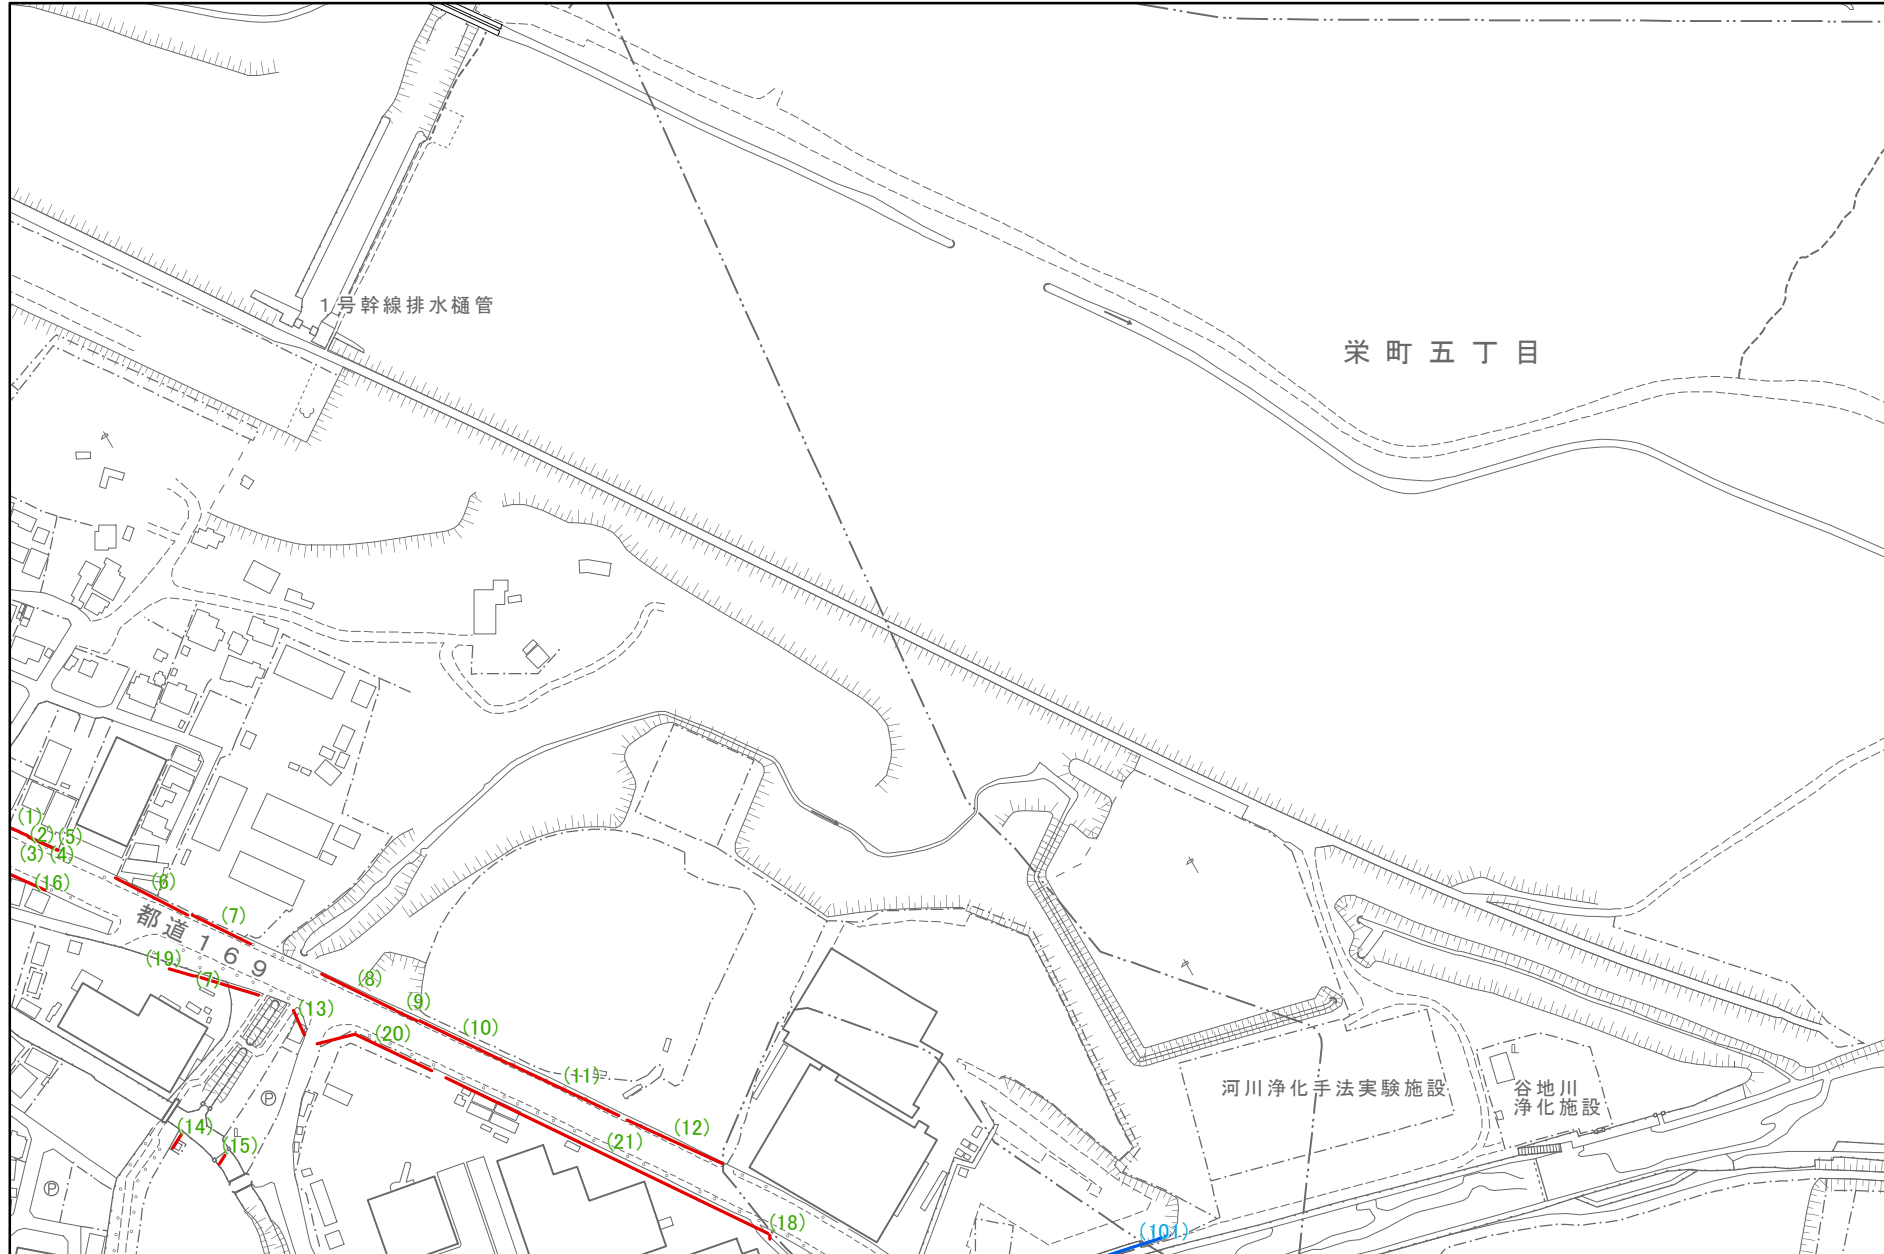 1号幹線排水樋管
栄町五丁目
(1)
(2)(5)
(3)(4)
(6)
(16)
(7)
都道169
(19)
(7)
(8)
(9)
(13)
(10)
(20)
(11)
河川浄化手法実験施設
谷地川
浄化施設
P
(14)
(12)
(15)
(21)
P
(18)
(101)